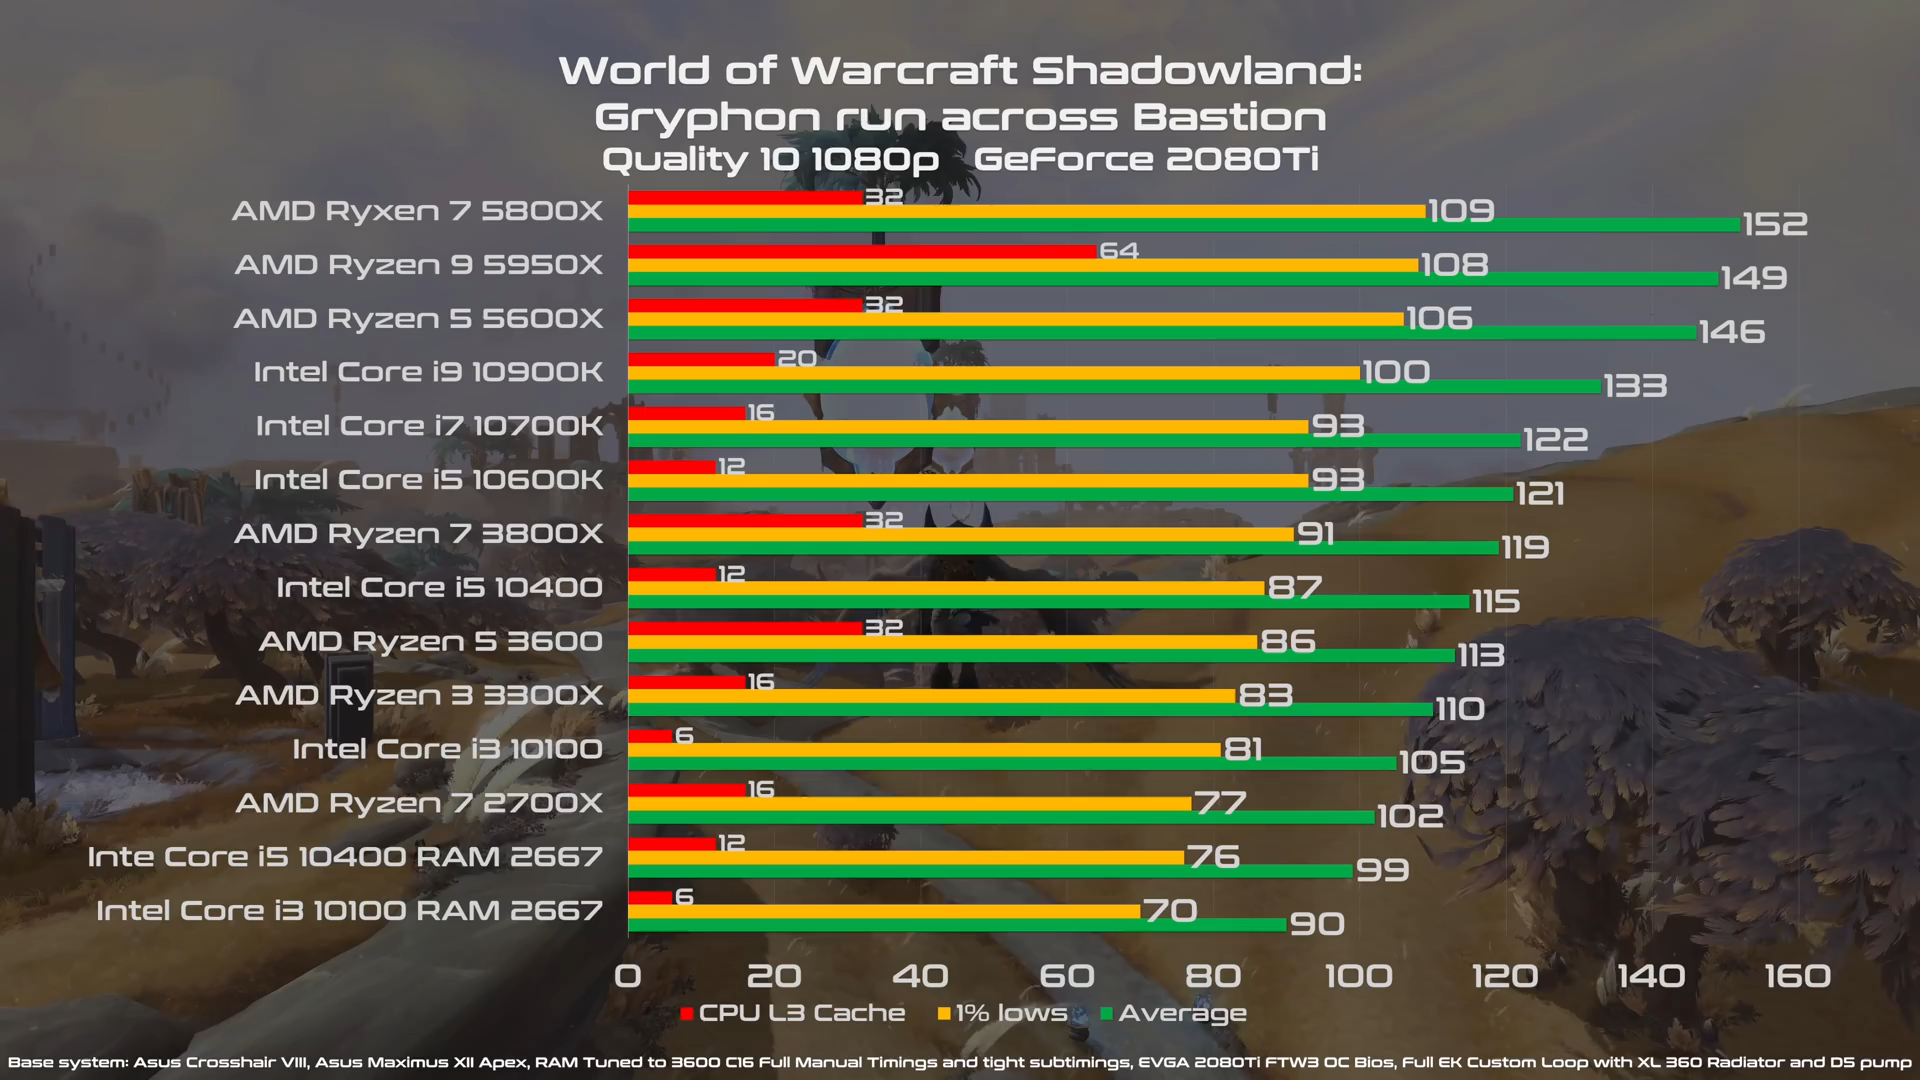 World of Warcraft Shadowland:
Gryphon run across Bastion
Quality 10 1080p GeForce 2080Ti
AMD Ryxen 7 5800X 32 109 152
AMD Ryzen 9 5950X 64 108 149
AMD Ryzen 5 5600X 32 106 146
Intel Core i9 10900K 20 100 133
Intel Core i7 10700K 16 93 122
Intel Core i5 10600K 12 93 121
AMD Ryzen 7 3800X 32 91 119
Intel Core i5 10400 12 87 115
AMD Ryzen 5 3600 32 86 113
AMD Ryzen 3 3300X 16 83 110
Intel Core i3 10100 6 81 105
AMD Ryzen 7 2700X 16 77 102
Inte Core i5 10400 RAM 2667 12 76 99
Intel Core i3 10100 RAM 2667 6 70 90
0 20 40 60 80 100 120 140 160
CPU L3 Cache 1% lows Average
Base system: Asus Crosshair VIII, Asus Maximus XII Apex, RAM Tuned to 3600 C16 Full Manual Timings and tight subtimings, EVGA 2080Ti FTW3 OC Bios, Full EK Custom Loop with XL 360 Radiator and D5 pump